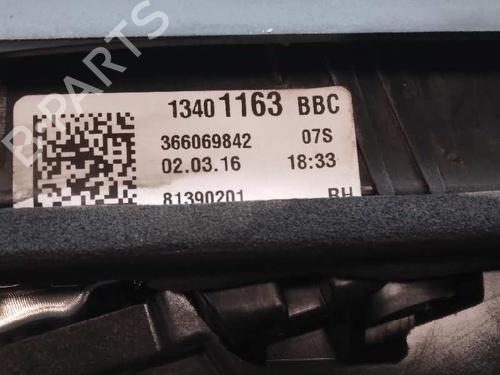 13401163 BBC
366069842 07S
02.03.16 18:33
81390201 RH
B-PARTS